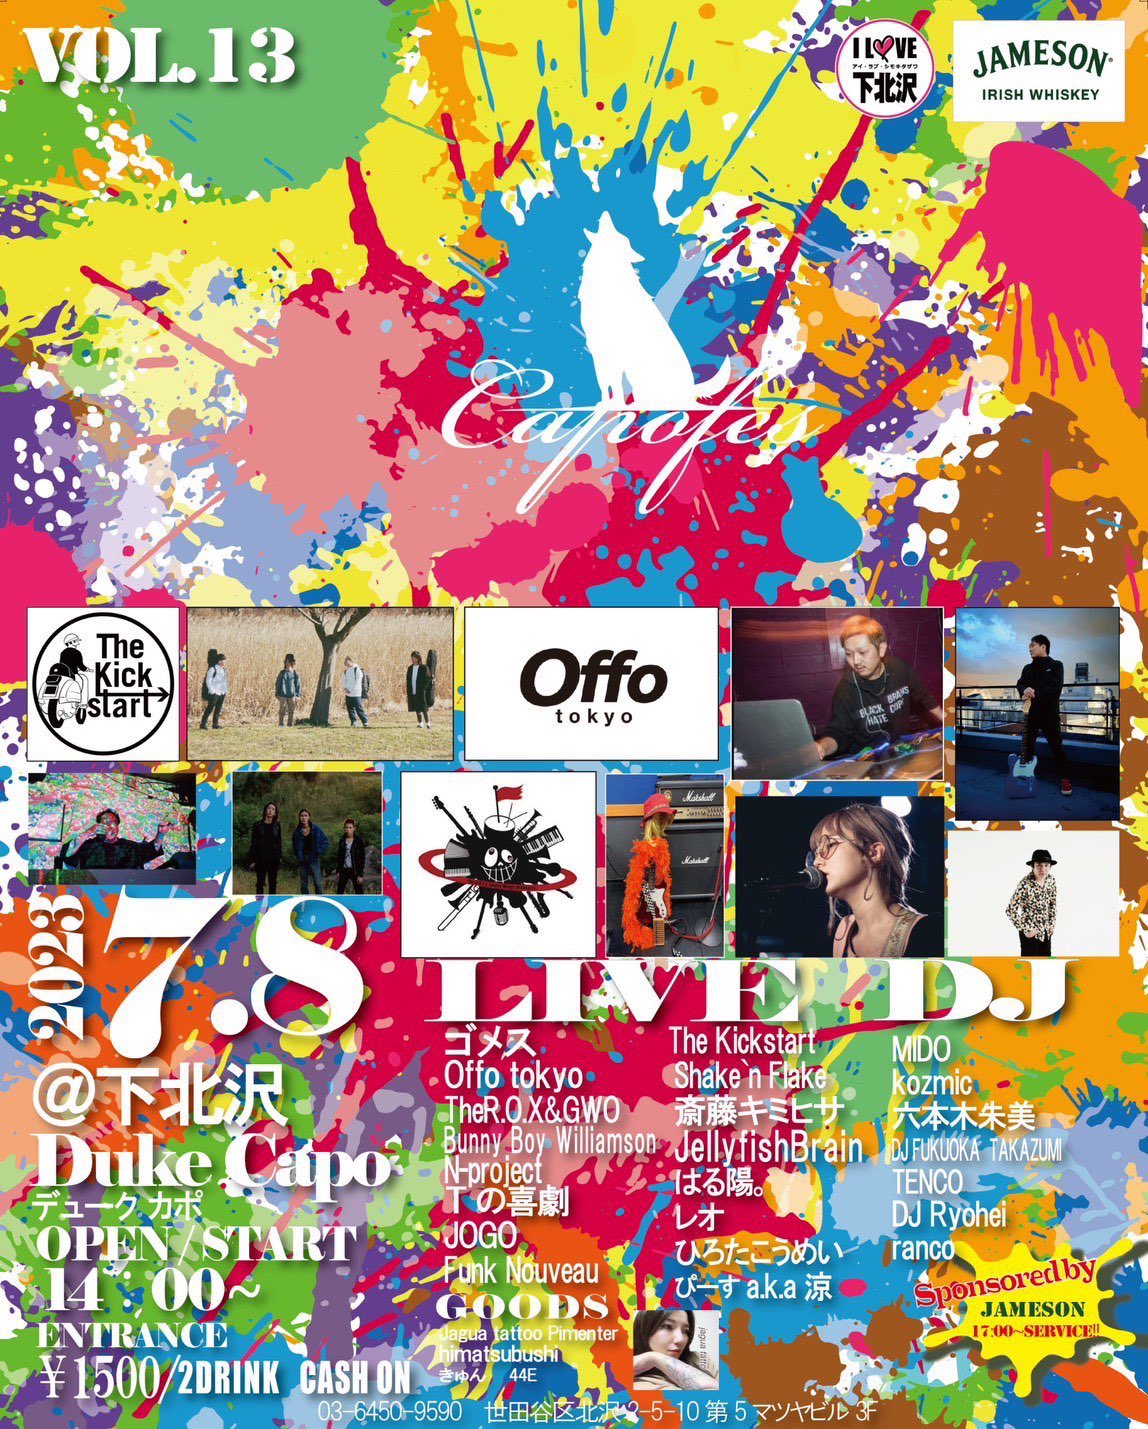 VOL.13
I LOVE
アイ・ラブ・シモキタザワ
下北沢
JAMESON
IRISH WHISKEY
Capofes
The
Kick
start
Offo
tokyo
Marshall
Marshall
2023
7.8
@下北沢
Duke Capo
デューク カポ
OPEN/START
14:00~
ENTRANCE
¥1500/2DRINK CASH ON
LIVE
ゴメス
Offo tokyo
TheR.O.X&GWO
Bunny Boy Williamson
N-project
Tの喜劇
JOGO
Funk Nouveau
The Kickstart
Shake`n Flake
斎藤キミヒサ
JellyfishBrain
はる陽。
レオ
ひろたこうめい
ぴーす a.k.a 涼
DJ
MIDO
kozmic
六本木朱美
DJ FUKUOKA TAKAZUMI
TENCO
DJ Ryohei
ranco
GOODS
Jagua tattoo Pimenter
himatsubushi
きゅん 44E
jagua tattoo
Sponsored by
JAMESON
17:00~SERVICE!!
03-6450-9590 世田谷区北沢 2-5-10 第 5 マツヤビル 3F